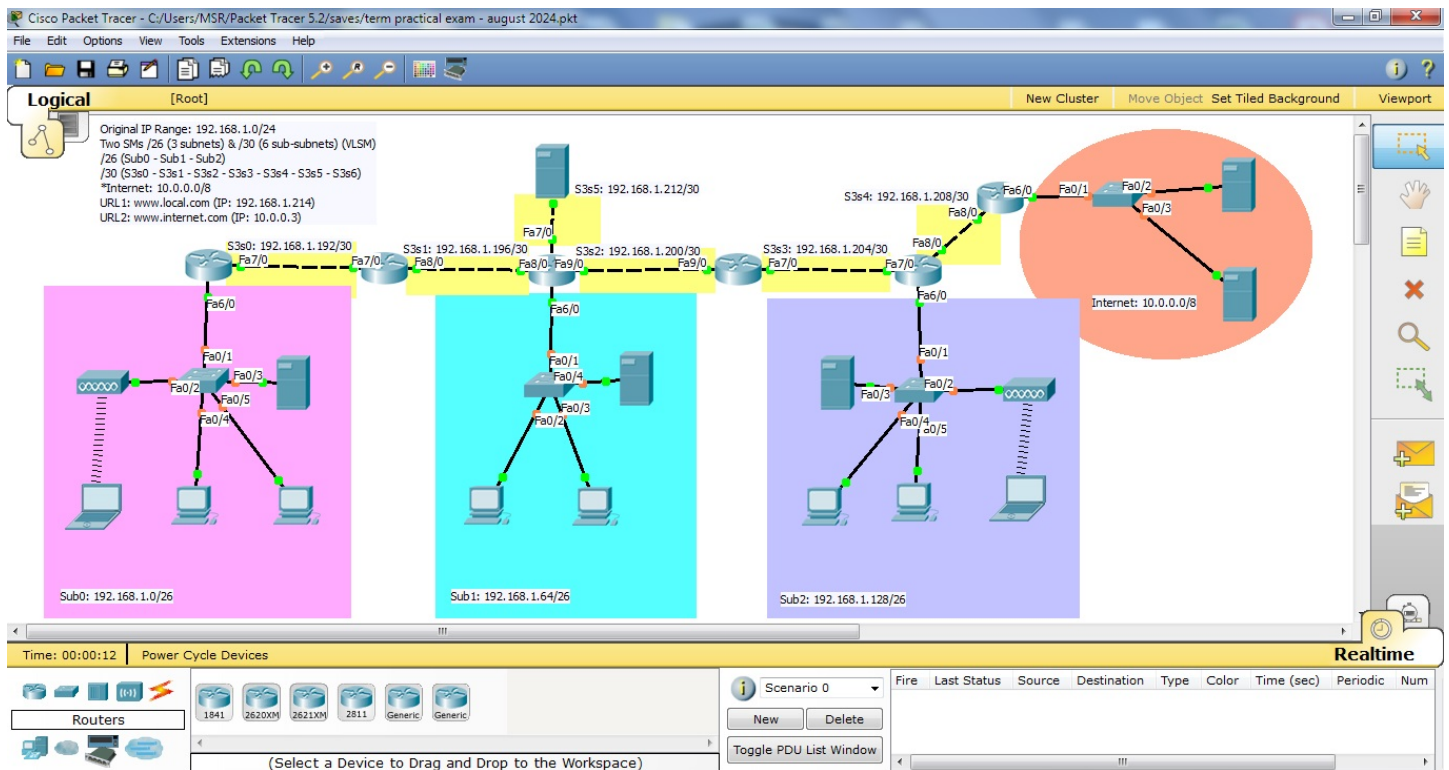 Cisco Packet Tracer - C:/Users/MSR/Packet Tracer 5.2/saves/term practical exam - august 2024.pkt
File Edit Options View Tools Extensions Help
Logical [Root] New Cluster Move Object Set Tiled Background Viewport
Original IP Range: 192.168.1.0/24
Two SMs /26 (3 subnets) & /30 (6 sub-subnets) (VLSM)
/26 (Sub0 - Sub1 - Sub2)
/30 (S3s0 - S3s1 - S3s2 - S3s3 - S3s4 - S3s5 - S3s6)
*Internet: 10.0.0.0/8
URL1: www.local.com (IP: 192.168.1.214)
URL2: www.internet.com (IP: 10.0.0.3)
S3s5: 192.168.1.212/30
S3s4: 192.168.1.208/30
Fa6/0 Fa0/1 Fa0/2
Fa0/3
Fa8/0
Fa7/0
Fa8/0
S3s0: 192.168.1.192/30 S3s1: 192.168.1.196/30 S3s2: 192.168.1.200/30 S3s3: 192.168.1.204/30
Fa7/0 Fa7/0 Fa8/0 Fa8/0 Fa9/0 Fa9/0 Fa7/0 Fa7/0
Internet: 10.0.0.0/8
Fa6/0 Fa6/0 Fa6/0
Fa0/1 Fa0/1 Fa0/1
Fa0/2 Fa0/3
Fa0/5
Fa0/4
Fa0/4
Fa0/3
Fa0/2
Fa0/2
Fa0/3
Fa0/4
a0/5
Sub0: 192.168.1.0/26
Sub1: 192.168.1.64/26
Sub2: 192.168.1.128/26
Time: 00:00:12 Power Cycle Devices Realtime
Routers
1841 2620XM 2621XM 2811 Generic Generic
(Select a Device to Drag and Drop to the Workspace)
Scenario 0
New Delete
Toggle PDU List Window
Fire Last Status Source Destination Type Color Time (sec) Periodic Num